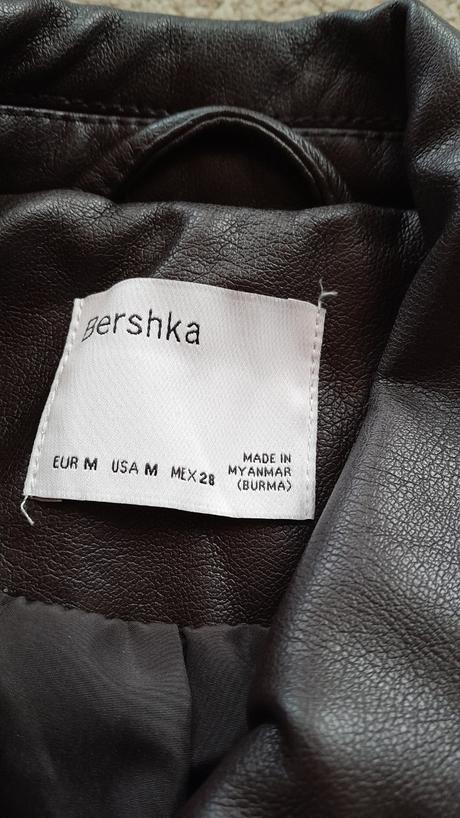 Bershka
EUR M USA M MEX 28
MADE IN
MYANMAR
(BURMA)